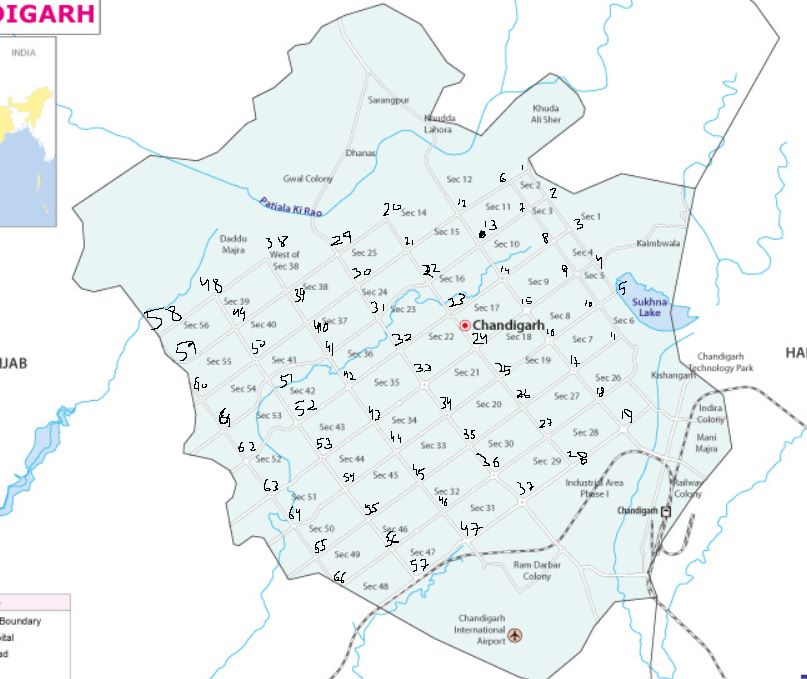 DIGARH
INDIA
Sarangpur
Khudda
Lahora
Khuda
Ali Sher
Dhanas
Gwal Colony
Patiala Ki Rao
Sec 12
6
1
Sec 2
2
20
Sec 14
12
Sec 11
7
Sec 3
3
Sec 1
Daddu
Majra
38
West of
Sec 38
29
Sec 25
21
Sec 15
13
Sec 10
8
Sec 4
4
Kaimbwala
48
Sec 39
39
Sec 38
30
Sec 24
22
Sec 16
14
Sec 9
9
Sec 5
5
Sukhna
Lake
58
Sec 56
49
Sec 40
40
Sec 37
31
Sec 23
23
Sec 17
15
Sec 8
10
Sec 6
Chandigarh
59
Sec 55
50
Sec 41
41
Sec 36
32
Sec 22
24
Sec 18
16
Sec 7
11
60
Sec 54
51
Sec 42
42
Sec 35
33
Sec 21
25
Sec 19
17
Sec 26
Kishangarh
Chandigarh
Technology Park
HA
JAB
61
Sec 53
52
Sec 43
43
Sec 34
34
Sec 20
26
Sec 27
18
19
Indira
Colony
Mani
Majra
62
Sec 52
53
Sec 44
44
Sec 33
35
Sec 30
27
Sec 28
63
Sec 51
54
Sec 45
45
Sec 32
36
Sec 29
28
Industrial Area
Phase I
Railway
Colony
64
Sec 50
55
Sec 46
46
Sec 31
37
Chandigarh
65
Sec 49
56
Sec 47
47
66
Sec 48
57
Ram Darbar
Colony
Chandigarh
International
Airport
Boundary
ital
ad